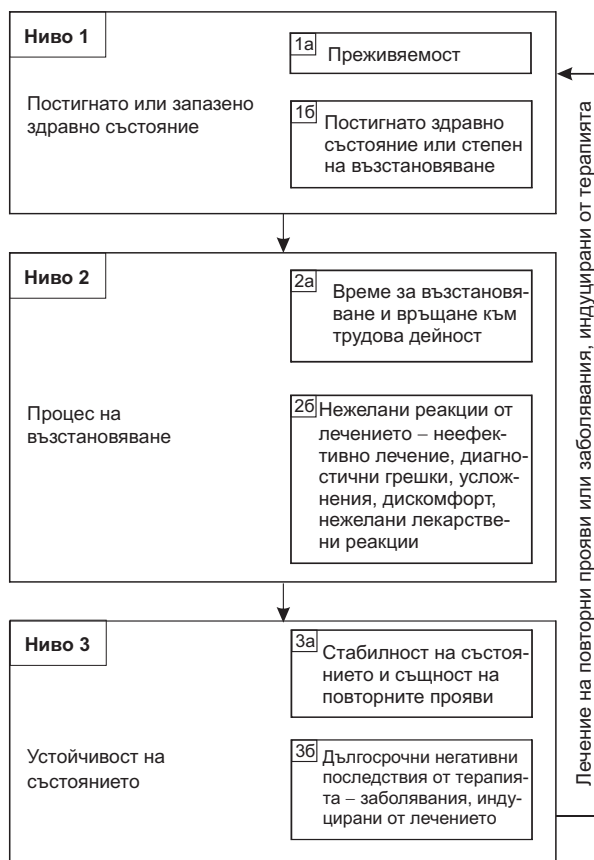 Ниво 1
Постигнато или запазено
здравно състояние
1а
Преживяемост
1б
Постигнато здравно
състояние или степен
на възстановяване
Ниво 2
Процес на
възстановяване
2а
Време за възстановя-
ване и връщане към
трудова дейност
2б
Нежелани реакции от
лечението – неефек-
тивно лечение, диагно-
стични грешки, услож-
нения, дискомфорт,
нежелани лекарстве-
ни реакции
Ниво 3
Устойчивост на
състоянието
3а
Стабилност на състоя-
нието и същност на
повторните прояви
3б
Дългосрочни негативни
последствия от терапия-
та – заболявания, инду-
цирани от лечението
Лечение на повторни прояви или заболявания, индуцирани от терапията